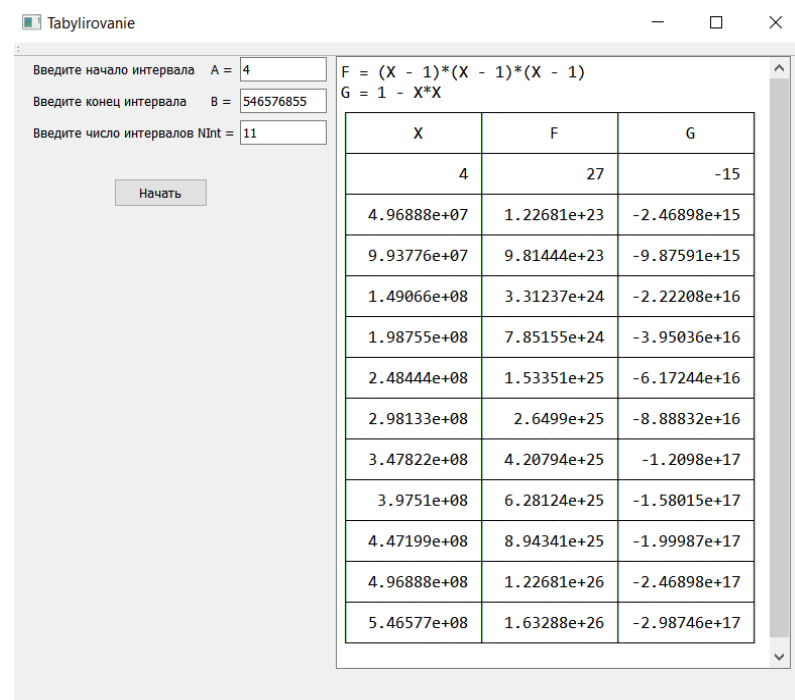 Tabylirovanie
Введите начало интервала A = 4
Введите конец интервала B = 546576855
Введите число интервалов NInt = 11
Начать
F = (X - 1)*(X - 1)*(X - 1)
G = 1 - X*X
X F G
4 27 -15
4.96888e+07 1.22681e+23 -2.46898e+15
9.93776e+07 9.81444e+23 -9.87591e+15
1.49066e+08 3.31237e+24 -2.22208e+16
1.98755e+08 7.85155e+24 -3.95036e+16
2.48444e+08 1.53351e+25 -6.17244e+16
2.98133e+08 2.6499e+25 -8.88832e+16
3.47822e+08 4.20794e+25 -1.2098e+17
3.9751e+08 6.28124e+25 -1.58015e+17
4.47199e+08 8.94341e+25 -1.99987e+17
4.96888e+08 1.22681e+26 -2.46898e+17
5.46577e+08 1.63288e+26 -2.98746e+17